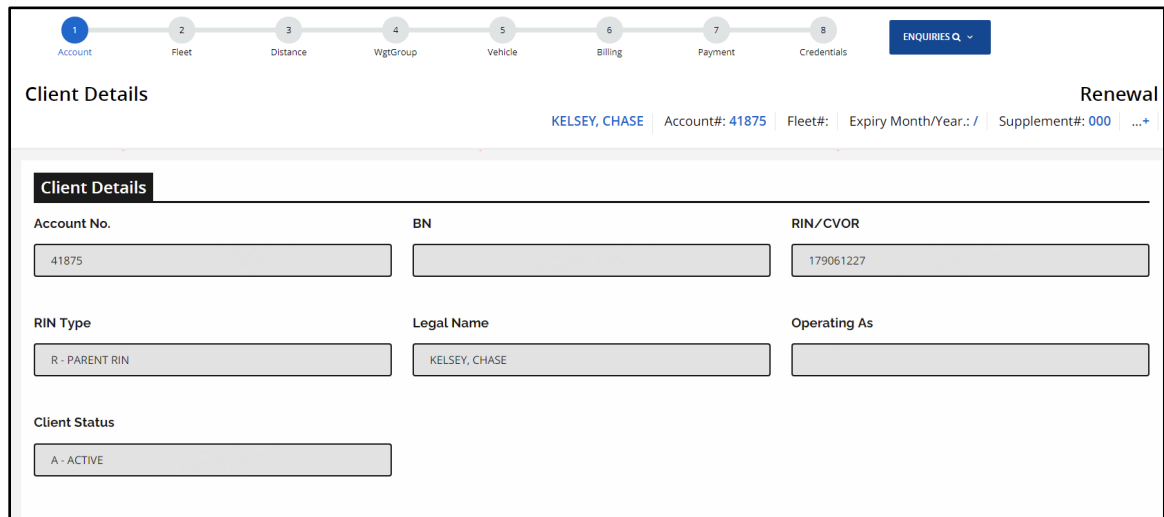 1 2 3 4 5 6 7 8
Account Fleet Distance WgtGroup Vehicle Billing Payment Credentials
ENQUIRIES
Client Details
Renewal
KELSEY, CHASE Account#: 41875 Fleet#: Expiry Month/Year.: / Supplement#: 000 ...+
Client Details
Account No. BN RIN/CVOR
41875 179061227
RIN Type Legal Name Operating As
R - PARENT RIN KELSEY, CHASE
Client Status
A - ACTIVE